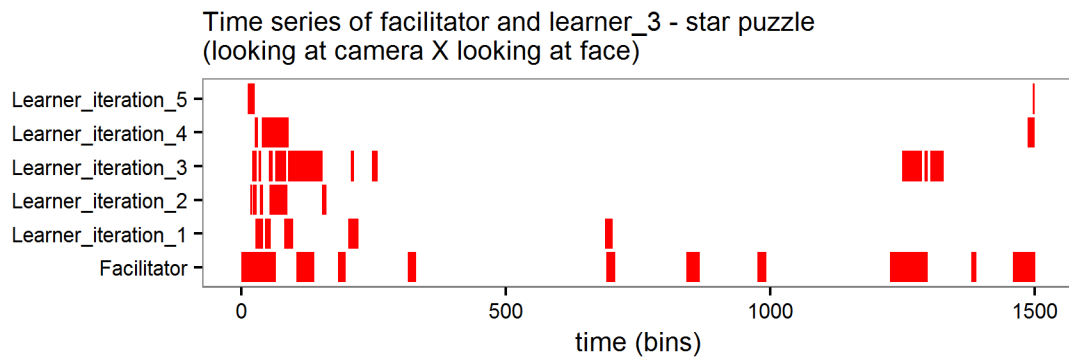 Time series of facilitator and learner_3 - star puzzle
(looking at camera X looking at face)
Learner_iteration_5
Learner_iteration_4
Learner_iteration_3
Learner_iteration_2
Learner_iteration_1
Facilitator
0 500 1000 1500
time (bins)